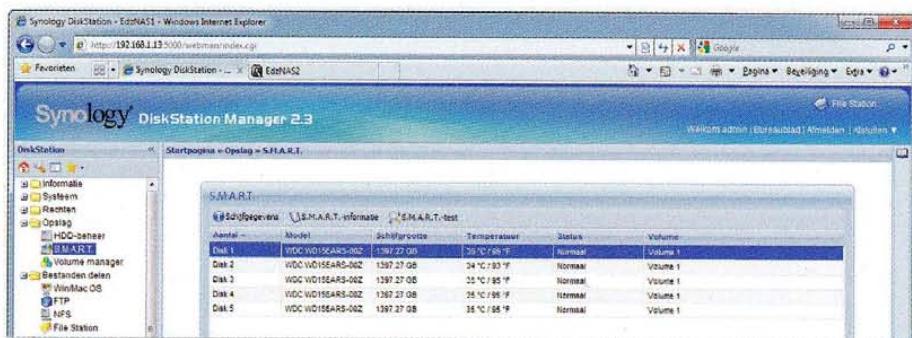 Synology DiskStation - EdzNAS1 - Windows Internet Explorer
http://192.168.1.13:5000/webman/index.cgi
Google
Favorieten
Synology DiskStation - ...
EdzNAS2
Pagina
Beveiliging
Extra
Synology DiskStation Manager 2.3
File Station
Welkom admin | Bureaublad | Afmelden | Afsluiten
DiskStation
Startpagina » Opslag » S.M.A.R.T.
Informatie
Systeem
Rechten
Opslag
HDD-beheer
S.M.A.R.T.
Volume manager
Bestanden delen
Win/Mac OS
FTP
NFS
File Station
S.M.A.R.T.
Schijfgegevens S.M.A.R.T.-informatie S.M.A.R.T.-test
Aantal Model Schijfgrootte Temperatuur Status Volume
Disk 1 WDC WD15EARS-00Z 1397.27 GB Normaal Volume 1
Disk 2 WDC WD15EARS-00Z 1397.27 GB 34 °C / 93 °F Normaal Volume 1
Disk 3 WDC WD15EARS-00Z 1397.27 GB 35 °C / 95 °F Normaal Volume 1
Disk 4 WDC WD15EARS-00Z 1397.27 GB 35 °C / 95 °F Normaal Volume 1
Disk 5 WDC WD15EARS-00Z 1397.27 GB 35 °C / 95 °F Normaal Volume 1